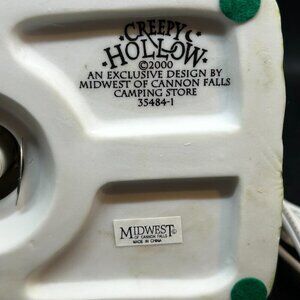 CREEPY
HOLLOW
©2000
AN EXCLUSIVE DESIGN BY
MIDWEST OF CANNON FALLS
CAMPING STORE
35484-1
MIDWEST©
OF CANNON FALLS
MADE IN CHINA